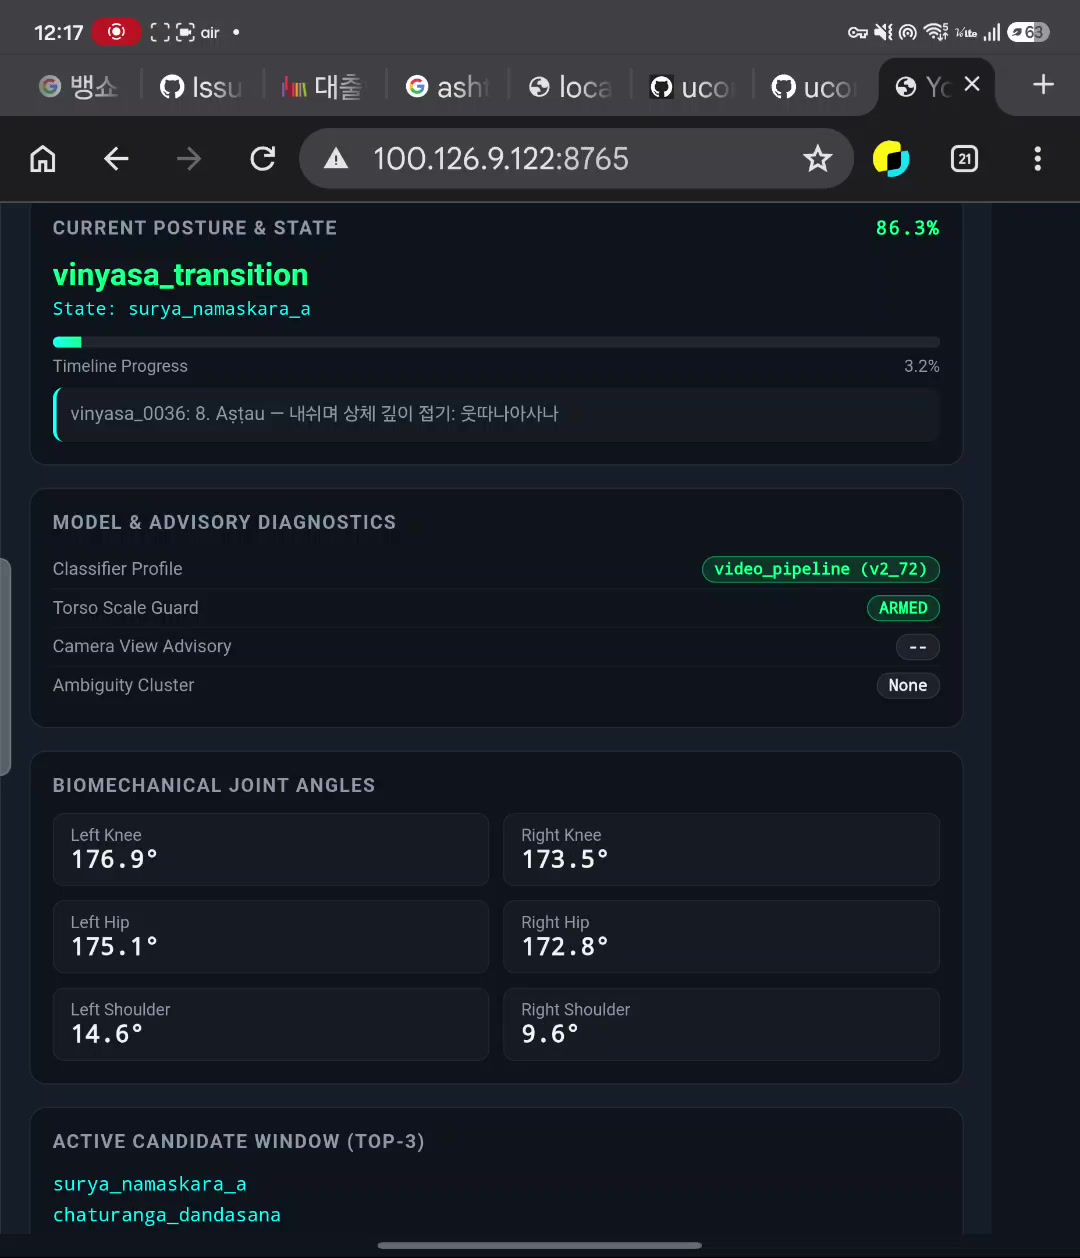 12:17 air
뱅쇼 Issu 대출 asht loca ucor ucor Yo
100.126.9.122:8765 21
63
CURRENT POSTURE & STATE 86.3%
vinyasa_transition
State: surya_namaskara_a
Timeline Progress 3.2%
vinyasa_0036: 8. Aṣṭau — 내쉬며 상체 깊이 접기: 웃따나아사나
MODEL & ADVISORY DIAGNOSTICS
Classifier Profile video_pipeline (v2_72)
Torso Scale Guard ARMED
Camera View Advisory --
Ambiguity Cluster None
BIOMECHANICAL JOINT ANGLES
Left Knee Right Knee
176.9° 173.5°
Left Hip Right Hip
175.1° 172.8°
Left Shoulder Right Shoulder
14.6° 9.6°
ACTIVE CANDIDATE WINDOW (TOP-3)
surya_namaskara_a
chaturanga_dandasana